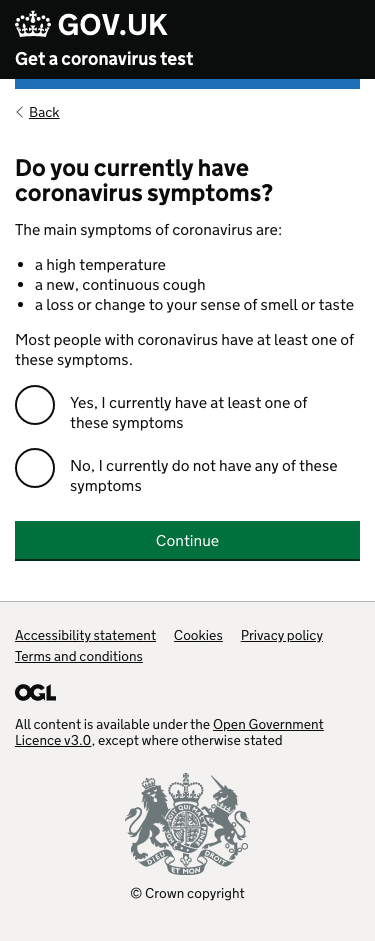 GOV.UK
Get a coronavirus test
Back
Do you currently have
coronavirus symptoms?
The main symptoms of coronavirus are:
• a high temperature
• a new, continuous cough
• a loss or change to your sense of smell or taste
Most people with coronavirus have at least one of
these symptoms.
Yes, I currently have at least one of
these symptoms
No, I currently do not have any of these
symptoms
Continue
Accessibility statement Cookies Privacy policy
Terms and conditions
OGL
All content is available under the Open Government
Licence v3.0, except where otherwise stated
DIEU ET MON DROIT
© Crown copyright